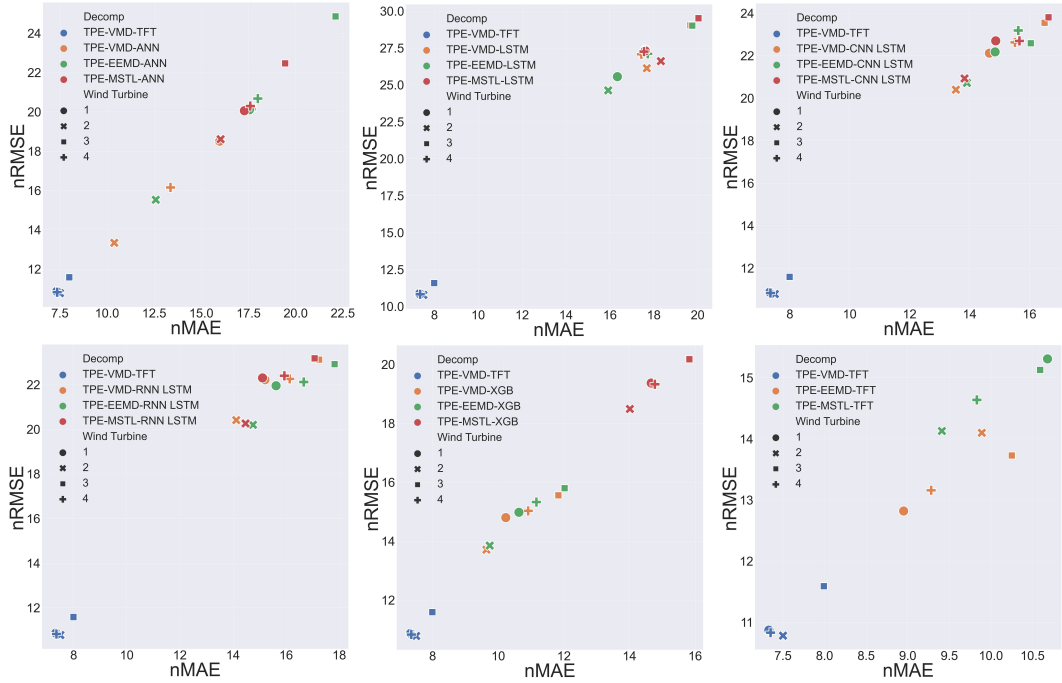 nRMSE
24
22
20
18
16
14
12
Decomp
TPE-VMD-TFT
TPE-VMD-ANN
TPE-EEMD-ANN
TPE-MSTL-ANN
Wind Turbine
1
2
3
4
7.5 10.0 12.5 15.0 17.5 20.0 22.5
nMAE
nRMSE
30.0
27.5
25.0
22.5
20.0
17.5
15.0
12.5
10.0
Decomp
TPE-VMD-TFT
TPE-VMD-LSTM
TPE-EEMD-LSTM
TPE-MSTL-LSTM
Wind Turbine
1
2
3
4
8 10 12 14 16 18 20
nMAE
nRMSE
24
22
20
18
16
14
12
Decomp
TPE-VMD-TFT
TPE-VMD-CNN LSTM
TPE-EEMD-CNN LSTM
TPE-MSTL-CNN LSTM
Wind Turbine
1
2
3
4
8 10 12 14 16
nMAE
nRMSE
22
20
18
16
14
12
Decomp
TPE-VMD-TFT
TPE-VMD-RNN LSTM
TPE-EEMD-RNN LSTM
TPE-MSTL-RNN LSTM
Wind Turbine
1
2
3
4
8 10 12 14 16 18
nMAE
nRMSE
20
18
16
14
12
Decomp
TPE-VMD-TFT
TPE-VMD-XGB
TPE-EEMD-XGB
TPE-MSTL-XGB
Wind Turbine
1
2
3
4
8 10 12 14 16
nMAE
nRMSE
15
14
13
12
11
Decomp
TPE-VMD-TFT
TPE-EEMD-TFT
TPE-MSTL-TFT
Wind Turbine
1
2
3
4
7.5 8.0 8.5 9.0 9.5 10.0 10.5
nMAE